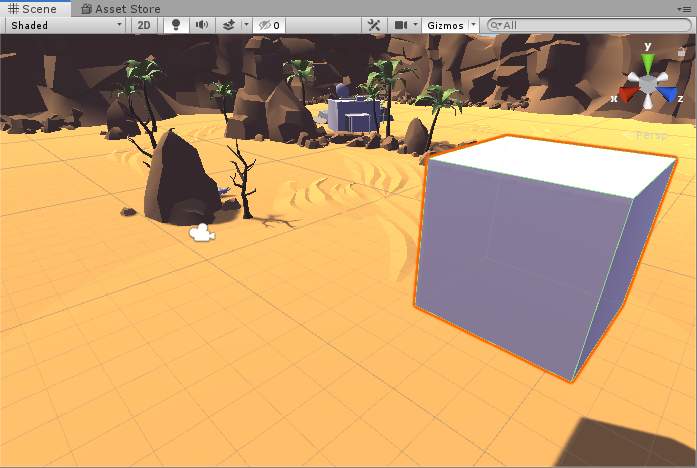 Scene Asset Store
Shaded 2D 0 Gizmos All
y
x z
Persp